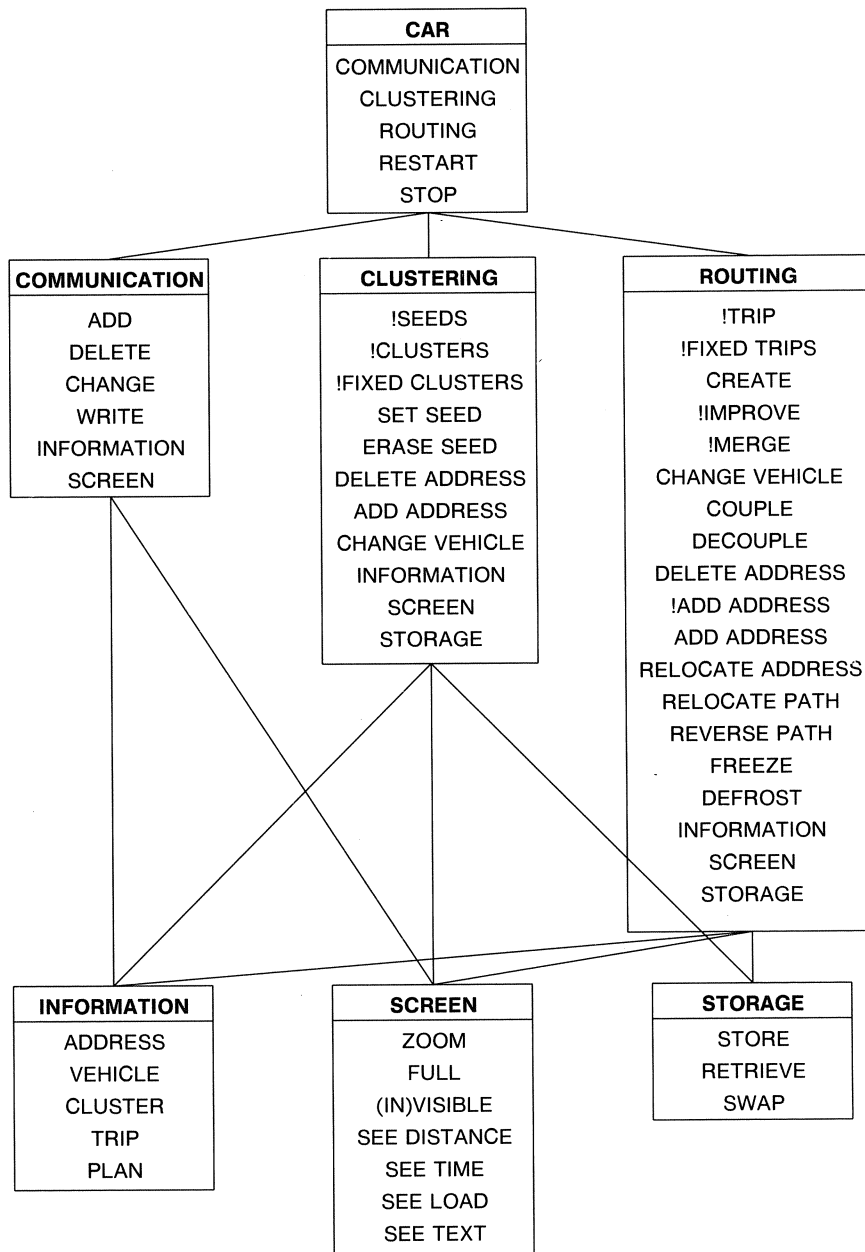 CAR
COMMUNICATION
CLUSTERING
ROUTING
RESTART
STOP
COMMUNICATION
ADD
DELETE
CHANGE
WRITE
INFORMATION
SCREEN
CLUSTERING
!SEEDS
!CLUSTERS
!FIXED CLUSTERS
SET SEED
ERASE SEED
DELETE ADDRESS
ADD ADDRESS
CHANGE VEHICLE
INFORMATION
SCREEN
STORAGE
ROUTING
!TRIP
!FIXED TRIPS
CREATE
!IMPROVE
!MERGE
CHANGE VEHICLE
COUPLE
DECOUPLE
DELETE ADDRESS
!ADD ADDRESS
ADD ADDRESS
RELOCATE ADDRESS
RELOCATE PATH
REVERSE PATH
FREEZE
DEFROST
INFORMATION
SCREEN
STORAGE
INFORMATION
ADDRESS
VEHICLE
CLUSTER
TRIP
PLAN
SCREEN
ZOOM
FULL
(IN)VISIBLE
SEE DISTANCE
SEE TIME
SEE LOAD
SEE TEXT
STORAGE
STORE
RETRIEVE
SWAP